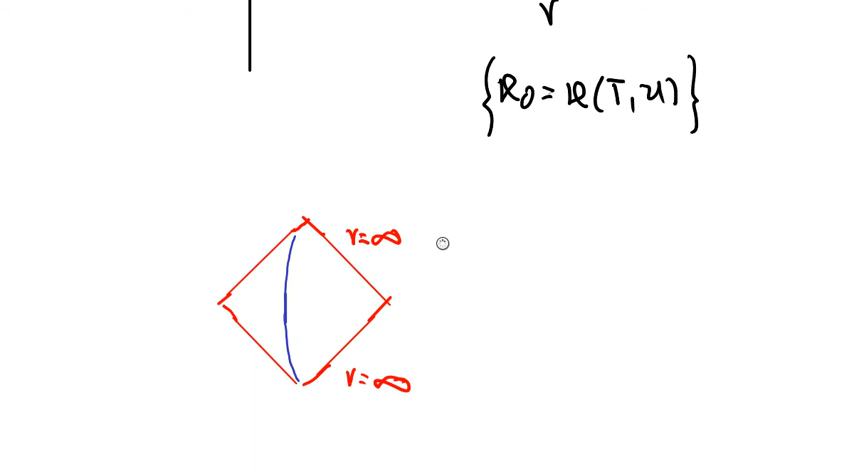 r
{R₀ = R(T, U)}
r = ∞
r = ∞